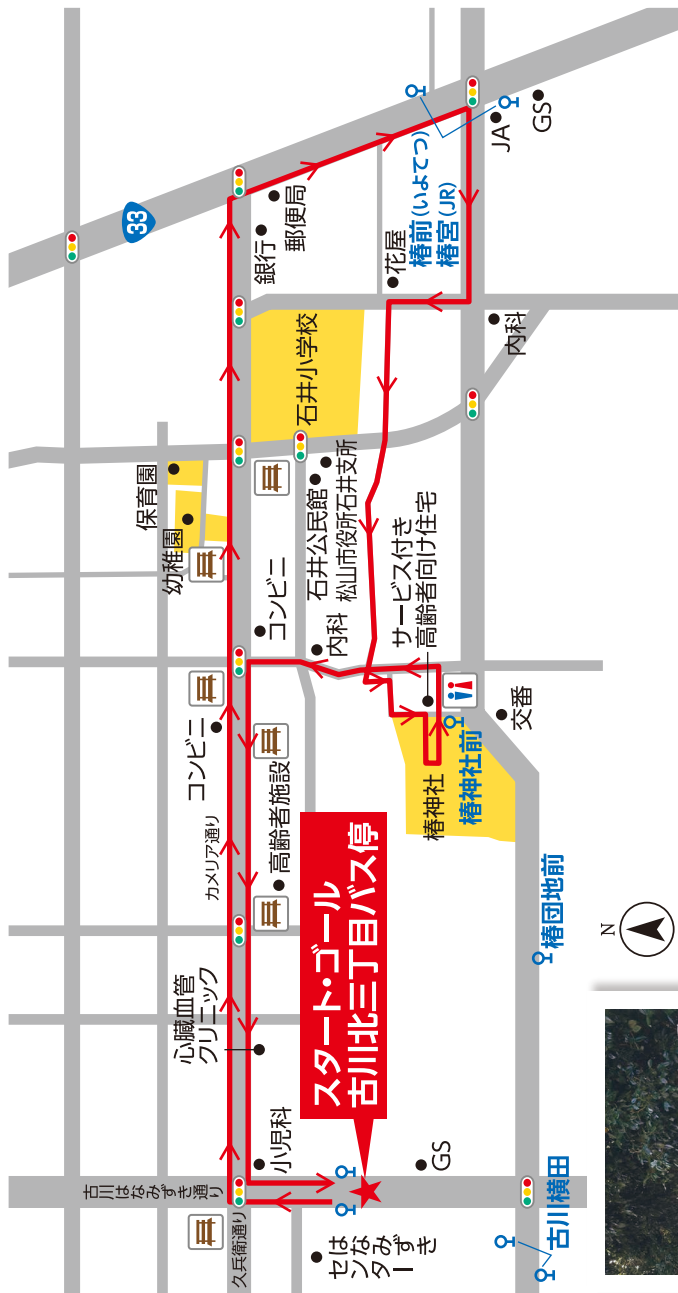 古川はなみずき通り
久兵衛通り
はなみずき
センター
小児科
GS
古川横田
心臓血管
クリニック
スタート・ゴール
古川北三丁目バス停
椿団地前
カメリア通り
高齢者施設
コンビニ
椿神社
椿神社前
交番
コンビニ
内科
サービス付き
高齢者向け住宅
幼稚園
保育園
石井公民館
松山市役所石井支所
石井小学校
内科
銀行
郵便局
花屋
椿前(いよてつ)
椿宮(JR)
33
JA
GS
N